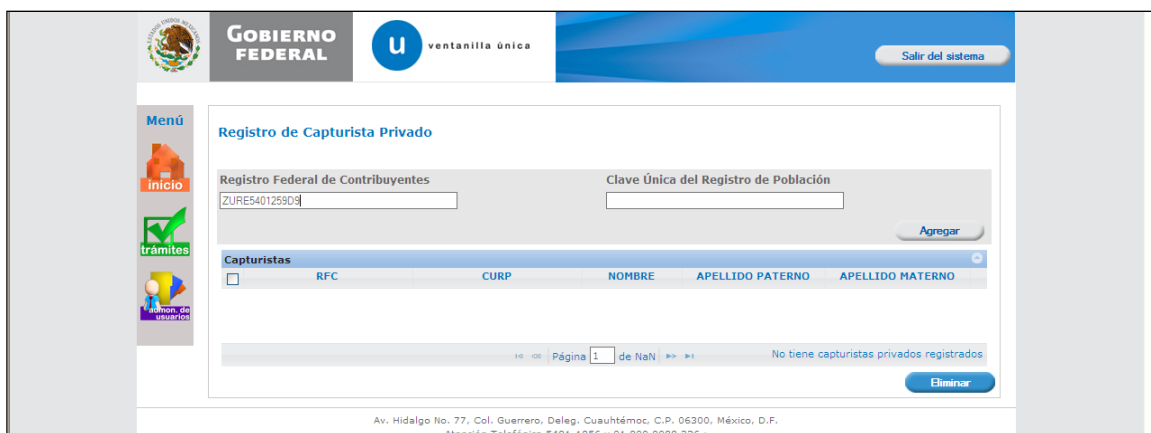 GOBIERNO
FEDERAL
u
ventanilla única
Salir del sistema
Menú
inicio
trámites
admon. de
usuarios
Registro de Capturista Privado
Registro Federal de Contribuyentes
Clave Única del Registro de Población
ZURE5401259D9
Agregar
Capturistas
RFC CURP NOMBRE APELLIDO PATERNO APELLIDO MATERNO
Página 1 de NaN
No tiene capturistas privados registrados
Eliminar
Av. Hidalgo No. 77, Col. Guerrero, Deleg. Cuauhtémoc, C.P. 06300, México, D.F.